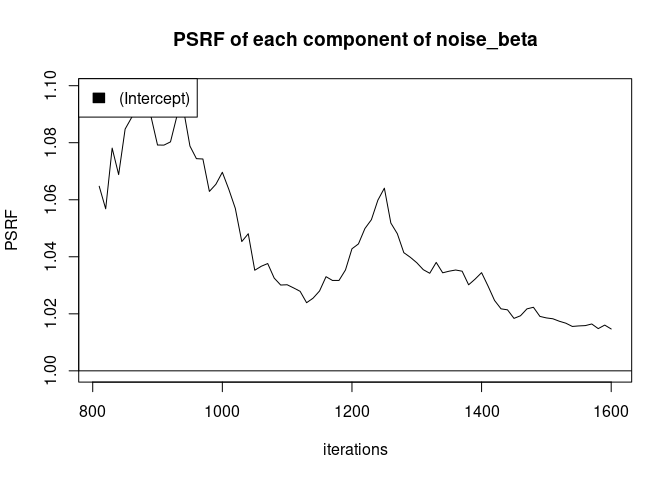 PSRF of each component of noise_beta
(Intercept)
PSRF
1.10
1.08
1.06
1.04
1.02
1.00
800 1000 1200 1400 1600
iterations